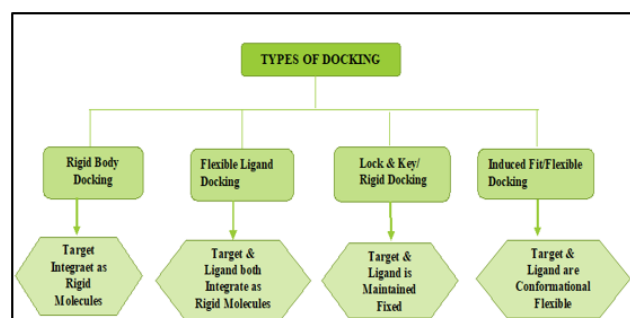 TYPES OF DOCKING
Rigid Body
Docking
Flexible Ligand
Docking
Lock & Key/
Rigid Docking
Induced Fit/Flexible
Docking
Target
Integraet as
Rigid
Molecules
Target &
Ligand both
Integrate as
Rigid Molecules
Target &
Ligand is
Maintained
Fixed
Target &
Ligand are
Conformational
Flexible